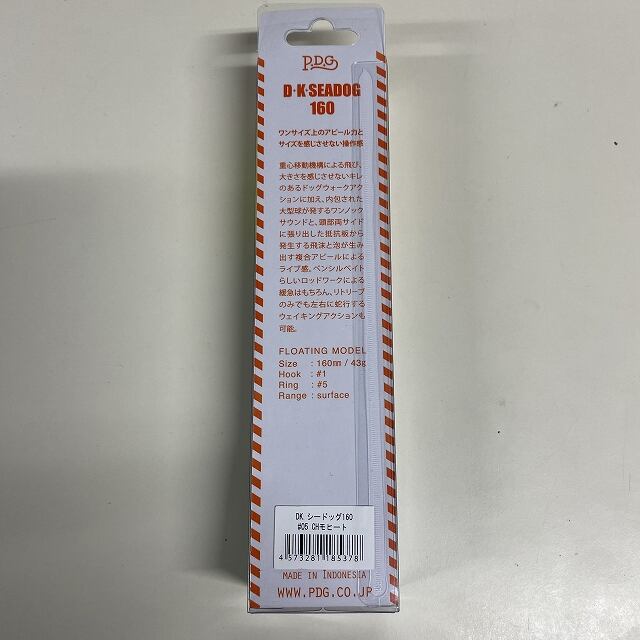 P.D.G
D·K·SEADOG
160
ワンサイズ上のアピール力と
サイズを感じさせない操作感
重心移動機構による飛び、
大きさを感じさせないキレ
のあるドッグウォークアク
ションに加え、内包された
大型球が発するワンノック
サウンドと、頭部両サイド
に張り出した抵抗板から
発生する飛沫と泡が生み
出す複合アピールによる
ライブ感。ペンシルベイト
らしいロッドワークによる
緩急はもちろん、リトリーブ
のみでも左右に蛇行する
ウェイキングアクションも
可能。
FLOATING MODEL
Size : 160mm / 43g
Hook : #1
Ring : #5
Range : surface
DK シードッグ160
#05 CHモヒート
4 573281 185378
MADE IN INDONESIA
WWW.PDG.CO.JP